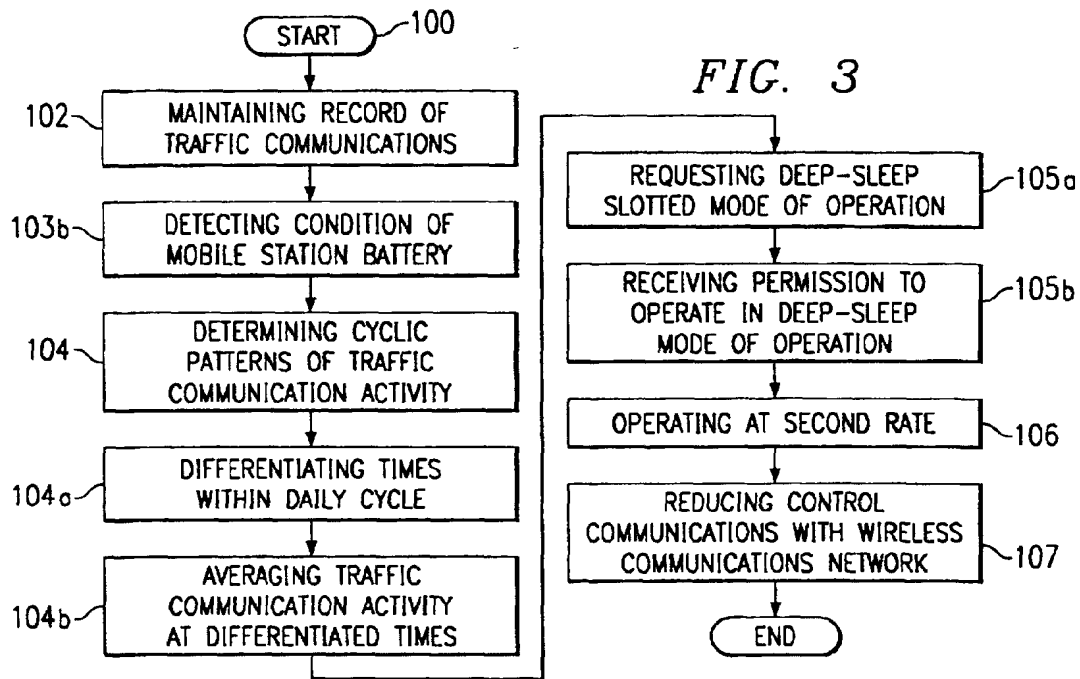 START
100
FIG. 3
102
MAINTAINING RECORD OF
TRAFFIC COMMUNICATIONS
103b
DETECTING CONDITION OF
MOBILE STATION BATTERY
104
DETERMINING CYCLIC
PATTERNS OF TRAFFIC
COMMUNICATION ACTIVITY
104a
DIFFERENTIATING TIMES
WITHIN DAILY CYCLE
104b
AVERAGING TRAFFIC
COMMUNICATION ACTIVITY
AT DIFFERENTIATED TIMES
REQUESTING DEEP-SLEEP
SLOTTED MODE OF OPERATION
105a
RECEIVING PERMISSION TO
OPERATE IN DEEP-SLEEP
MODE OF OPERATION
105b
OPERATING AT SECOND RATE
106
REDUCING CONTROL
COMMUNICATIONS WITH WIRELESS
COMMUNICATIONS NETWORK
107
END